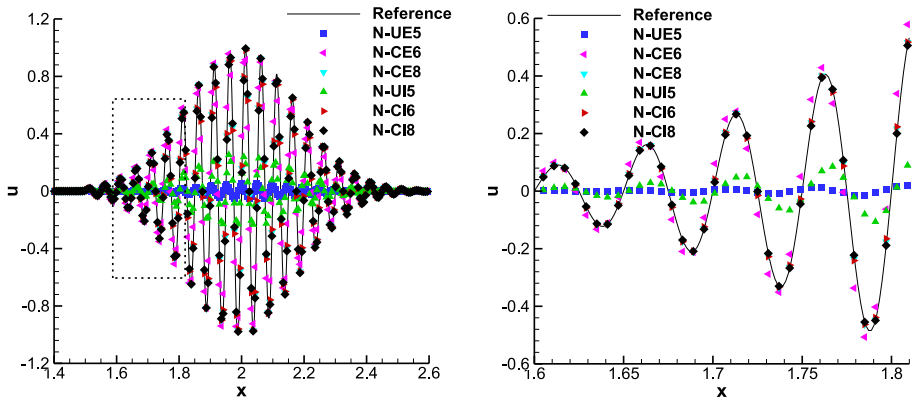 Reference
N-UE5
N-CE6
N-CE8
N-UI5
N-CI6
N-CI8
1.2
0.8
0.4
0
-0.4
-0.8
-1.2
u
1.4
1.6
1.8
2
2.2
2.4
2.6
x
Reference
N-UE5
N-CE6
N-CE8
N-UI5
N-CI6
N-CI8
0.6
0.4
0.2
0
-0.2
-0.4
-0.6
u
1.6
1.65
1.7
1.75
1.8
x